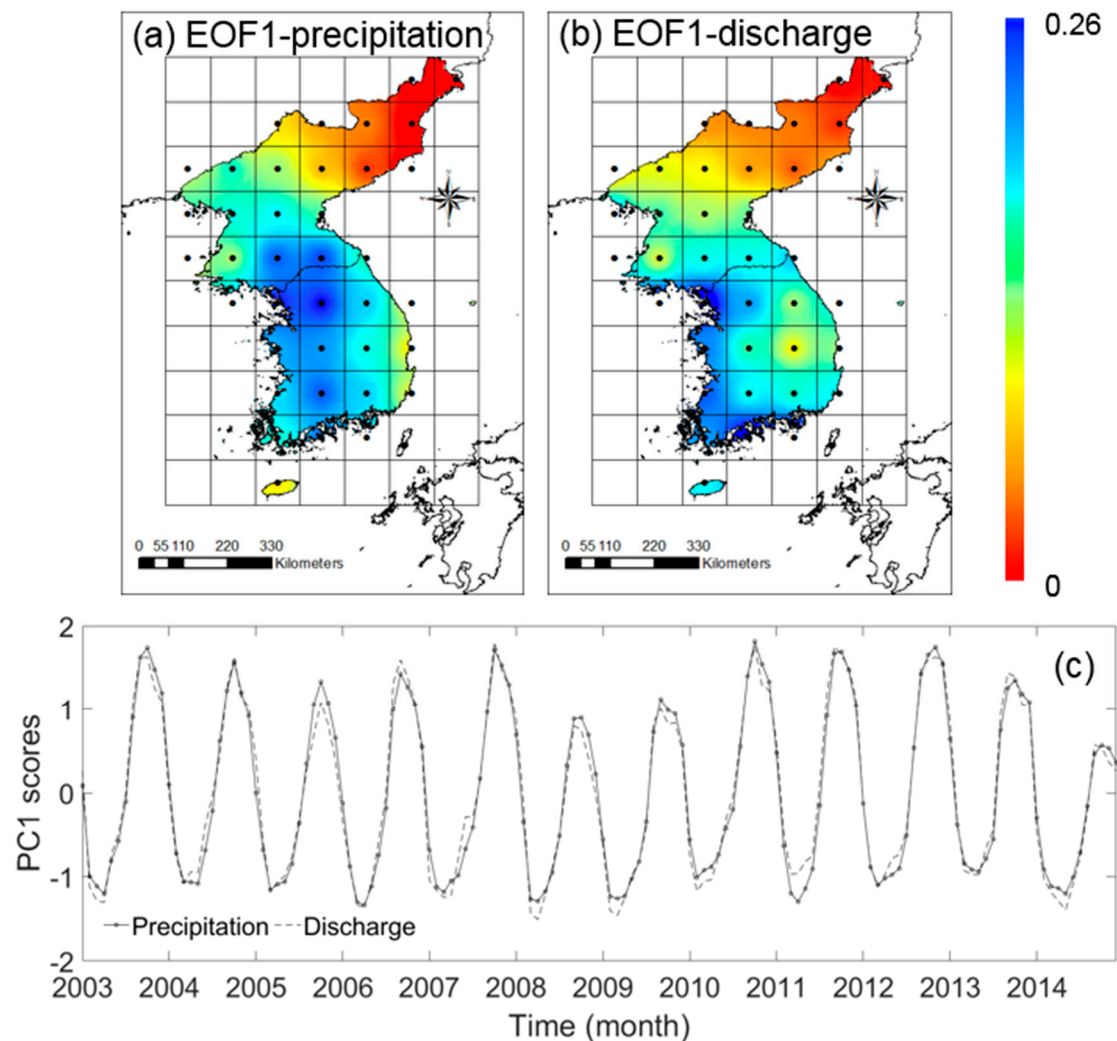 (a) EOF1-precipitation
(b) EOF1-discharge
0.26
0
0 55 110 220 330
Kilometers
0 55 110 220 330
Kilometers
(c)
2
1
0
-1
-2
PC1 scores
Precipitation Discharge
2003 2004 2005 2006 2007 2008 2009 2010 2011 2012 2013 2014
Time (month)